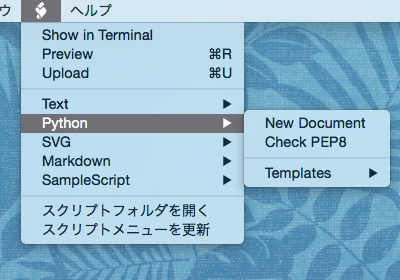 ウ ヘルプ
Show in Terminal
Preview ⌘R
Upload ⌘U
Text ▶
Python ▶
SVG ▶
Markdown ▶
SampleScript ▶
スクリプトフォルダを開く
スクリプトメニューを更新
New Document
Check PEP8
Templates ▶